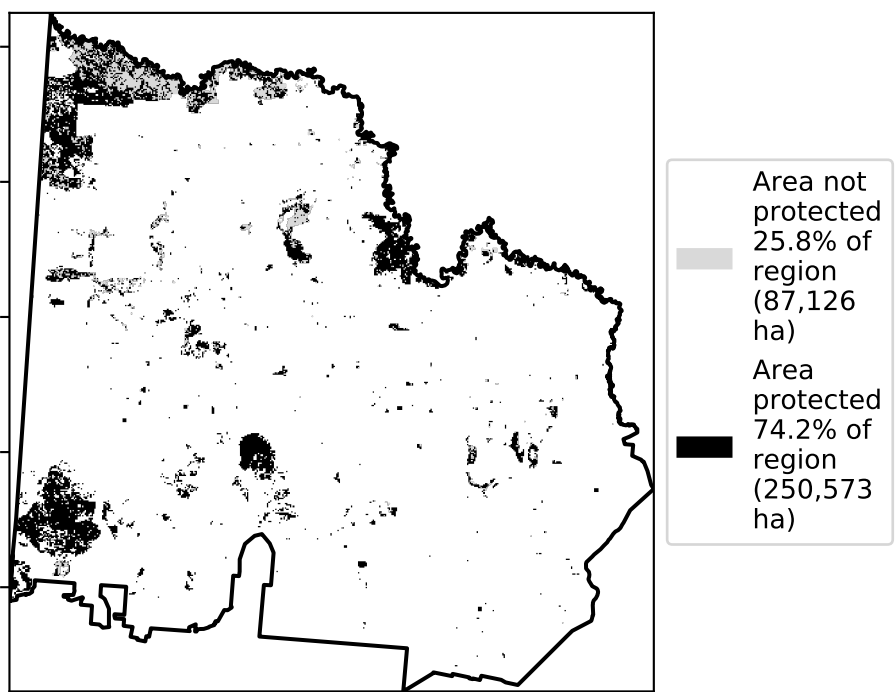 Area not
protected
25.8% of
region
(87,126
ha)
Area
protected
74.2% of
region
(250,573
ha)